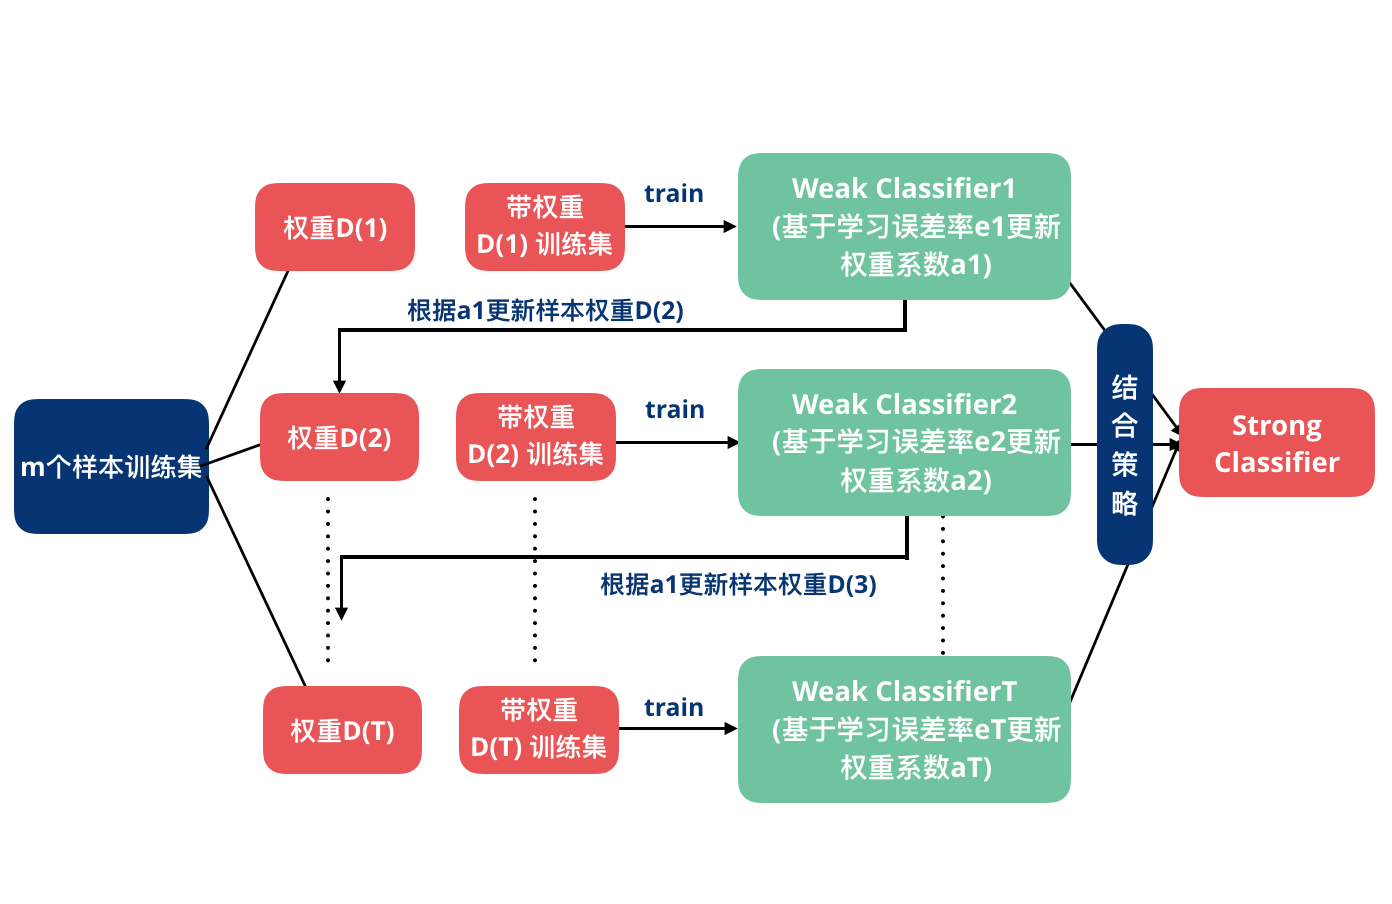 权重D(1)
带权重
D(1) 训练集
train
Weak Classifier1
(基于学习误差率e1更新
权重系数a1)
根据a1更新样本权重D(2)
m个样本训练集
权重D(2)
带权重
D(2) 训练集
train
Weak Classifier2
(基于学习误差率e2更新
权重系数a2)
结
合
策
略
Strong
Classifier
根据a1更新样本权重D(3)
权重D(T)
带权重
D(T) 训练集
train
Weak ClassifierT
(基于学习误差率eT更新
权重系数aT)